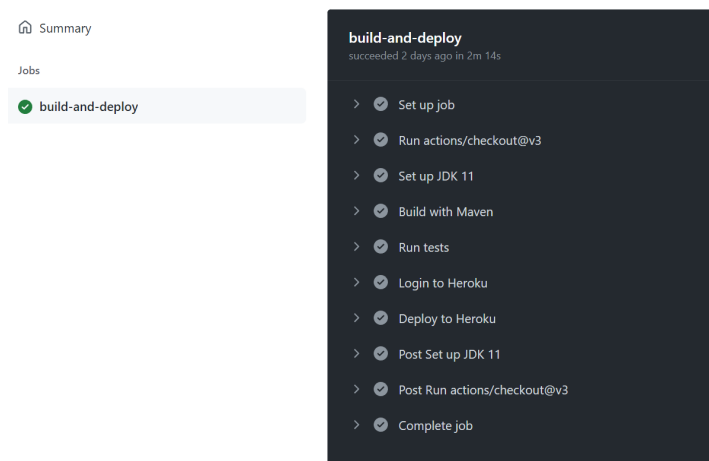 Summary
Jobs
build-and-deploy
build-and-deploy
succeeded 2 days ago in 2m 14s
Set up job
Run actions/checkout@v3
Set up JDK 11
Build with Maven
Run tests
Login to Heroku
Deploy to Heroku
Post Set up JDK 11
Post Run actions/checkout@v3
Complete job